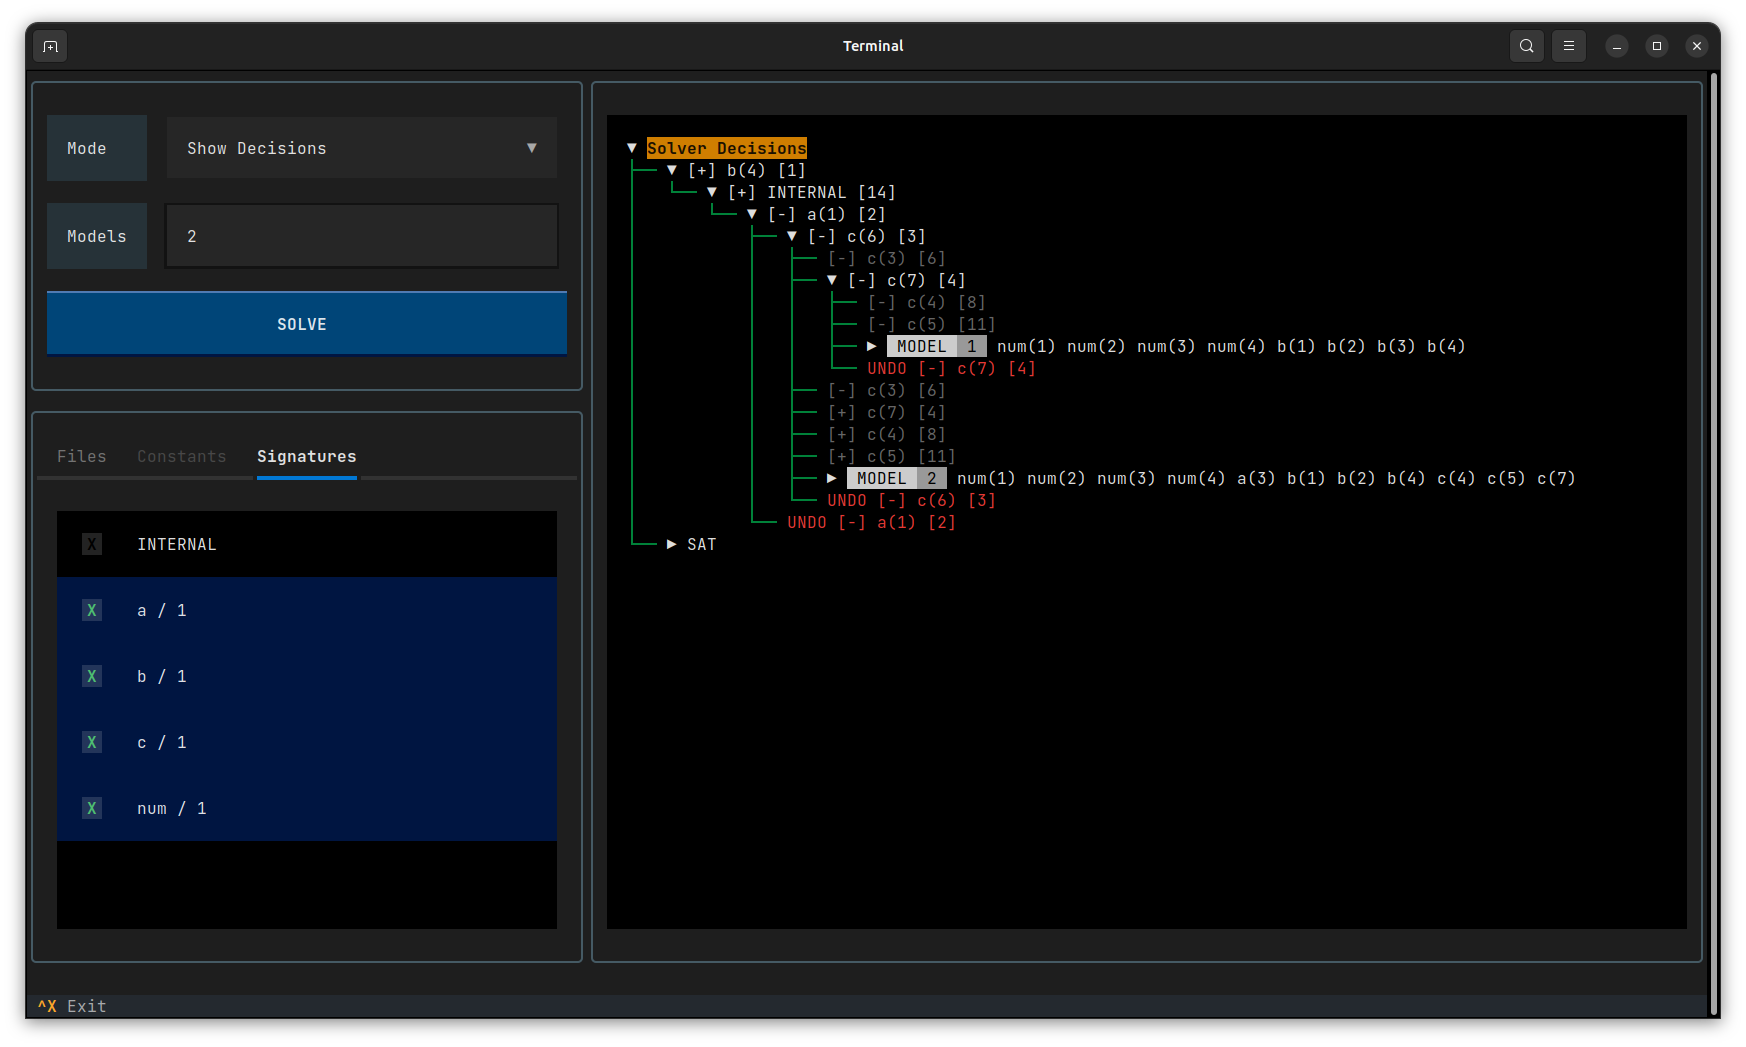 Terminal
Mode
Show Decisions ▼
Models
2
SOLVE
Files Constants Signatures
X INTERNAL
X a / 1
X b / 1
X c / 1
X num / 1
▼ Solver Decisions
▼ [+] b(4) [1]
▼ [+] INTERNAL [14]
▼ [-] a(1) [2]
▼ [-] c(6) [3]
[-] c(3) [6]
▼ [-] c(7) [4]
[-] c(4) [8]
[-] c(5) [11]
▶ MODEL 1 num(1) num(2) num(3) num(4) b(1) b(2) b(3) b(4)
UNDO [-] c(7) [4]
[-] c(3) [6]
[+] c(7) [4]
[+] c(4) [8]
[+] c(5) [11]
▶ MODEL 2 num(1) num(2) num(3) num(4) a(3) b(1) b(2) b(4) c(4) c(5) c(7)
UNDO [-] c(6) [3]
UNDO [-] a(1) [2]
▶ SAT
^X Exit